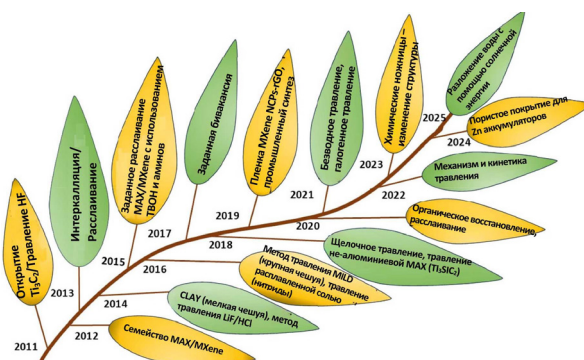 Открытие
Ti₃C₂/Травление HF
2011
Семейство MAX/MXene
2012
Интеркалляция/
Расслаивание
2013
CLAY (мелкая чешуя), метод
травления LiF/HCl
2014
Заданное расслаивание
MAX/MXene с использованием
TBOH и аминов
2015
Метод травления MILD
(крупная чешуя), травление
расплавленной солью
(нитриды)
2016
Заданная бивакансия
2017
Щелочное травление, травление
не-алюминиевой MAX (Ti₃SiC₂)
2018
Пленка MXene NCPs-rGO,
промышленный синтез
2019
Органическое восстановление,
расслаивание
2020
Безводное травление,
галогенное травление
2021
Механизм и кинетика
травления
2022
Химические ножницы –
изменение структуры
2023
Пористое покрытие для
Zn аккумуляторов
2024
Разложение воды с
помощью солнечной
энергии
2025